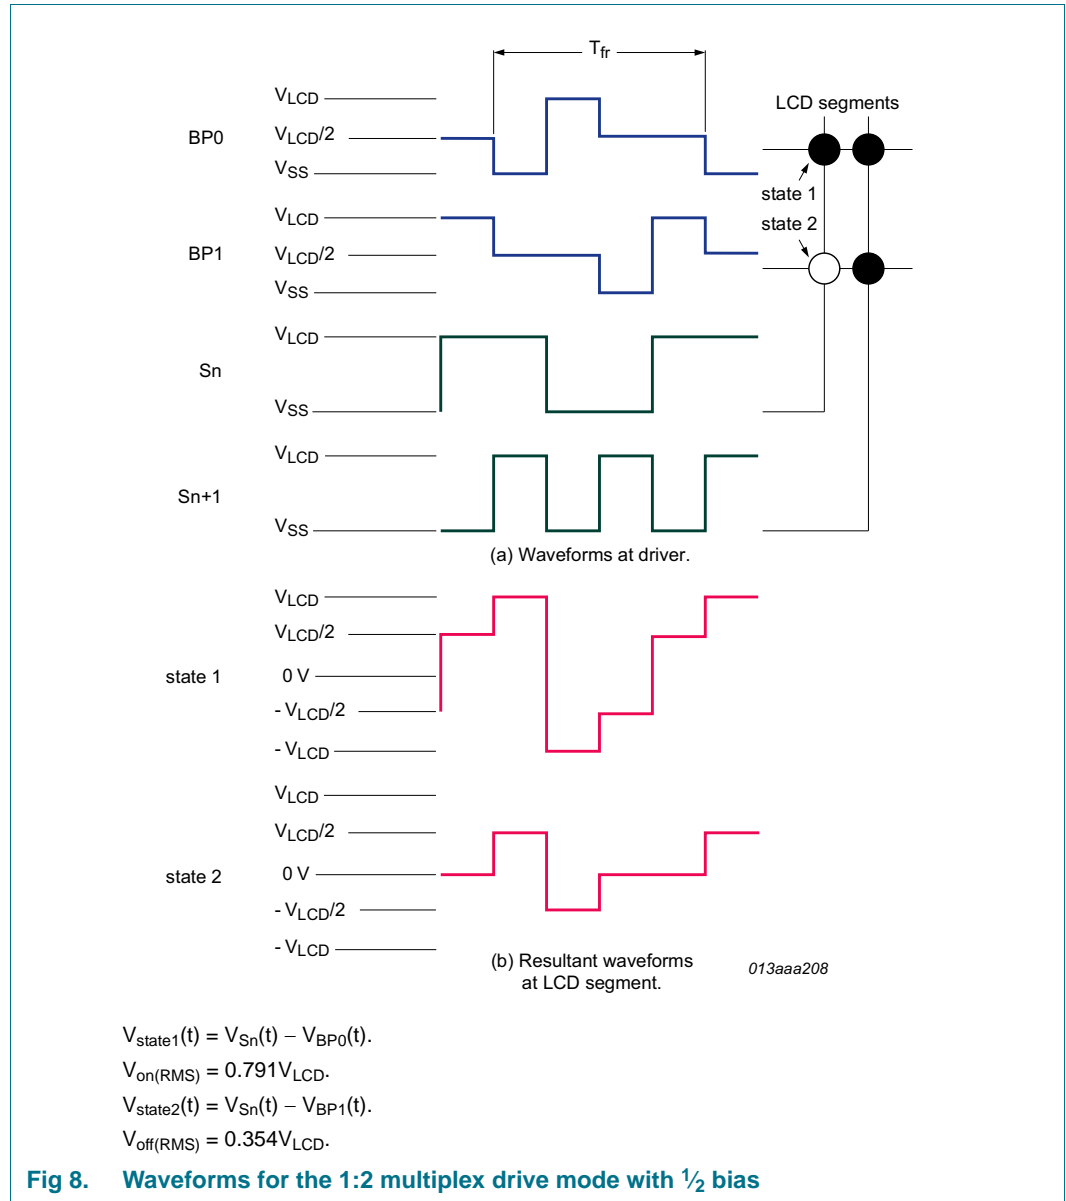 Tfr
VLCD
LCD segments
BP0
VLCD/2
VSS
state 1
VLCD
state 2
BP1
VLCD/2
VSS
VLCD
Sn
VSS
VLCD
Sn+1
VSS
(a) Waveforms at driver.
VLCD
VLCD/2
state 1
0 V
- VLCD/2
- VLCD
VLCD
VLCD/2
state 2
0 V
- VLCD/2
- VLCD
(b) Resultant waveforms
at LCD segment.
013aaa208
Vstate1(t) = VSn(t) − VBP0(t).
Von(RMS) = 0.791VLCD.
Vstate2(t) = VSn(t) − VBP1(t).
Voff(RMS) = 0.354VLCD.
Fig 8. Waveforms for the 1:2 multiplex drive mode with 1⁄2 bias